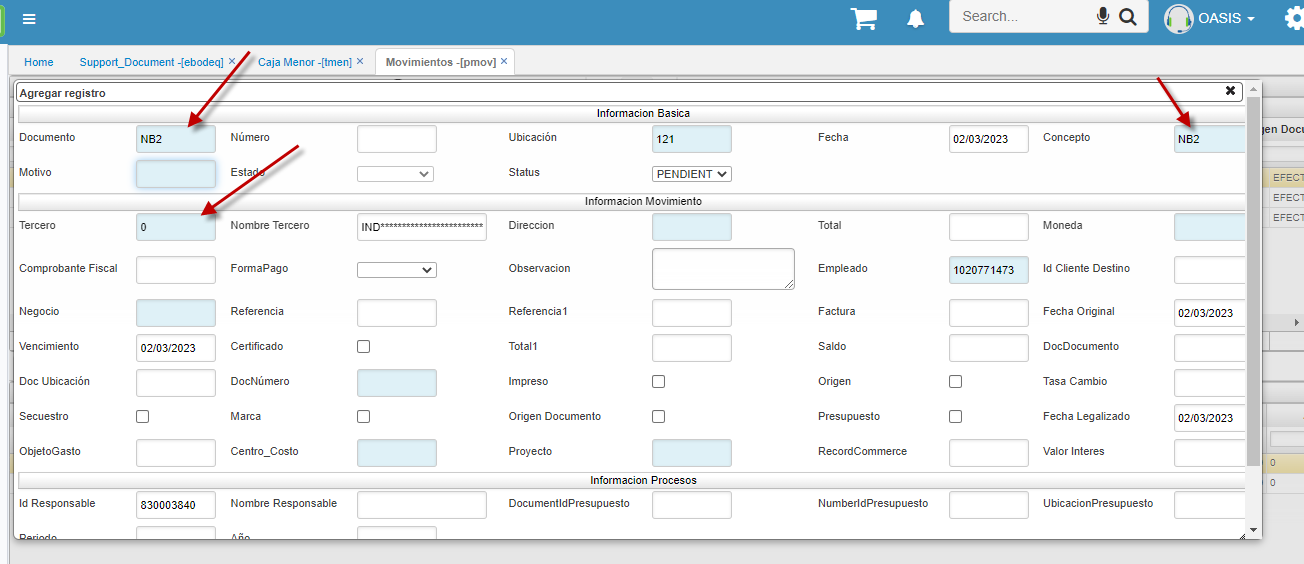 Search...
OASIS
Home
Support_Document -[ebodeq] ×
Caja Menor -[tmen] ×
Movimientos -[pmov] ×
Agregar registro
Informacion Basica
Documento NB2 Número Ubicación 121 Fecha 02/03/2023 Concepto NB2
Motivo Estado Status PENDIENT
Informacion Movimiento
Tercero 0 Nombre Tercero IND************************ Direccion Total Moneda
Comprobante Fiscal FormaPago Observacion Empleado 1020771473 Id Cliente Destino
Negocio Referencia Referencia1 Factura Fecha Original 02/03/2023
Vencimiento 02/03/2023 Certificado Total1 Saldo DocDocumento
Doc Ubicación DocNúmero Impreso Origen Tasa Cambio
Secuestro Marca Origen Documento Presupuesto Fecha Legalizado 02/03/2023
ObjetoGasto Centro_Costo Proyecto RecordCommerce Valor Interes
Informacion Procesos
Id Responsable 830003840 Nombre Responsable DocumentIdPresupuesto NumberIdPresupuesto UbicacionPresupuesto
Periodo Año
gen Docu
EFECT
EFECT
EFECT
0
0